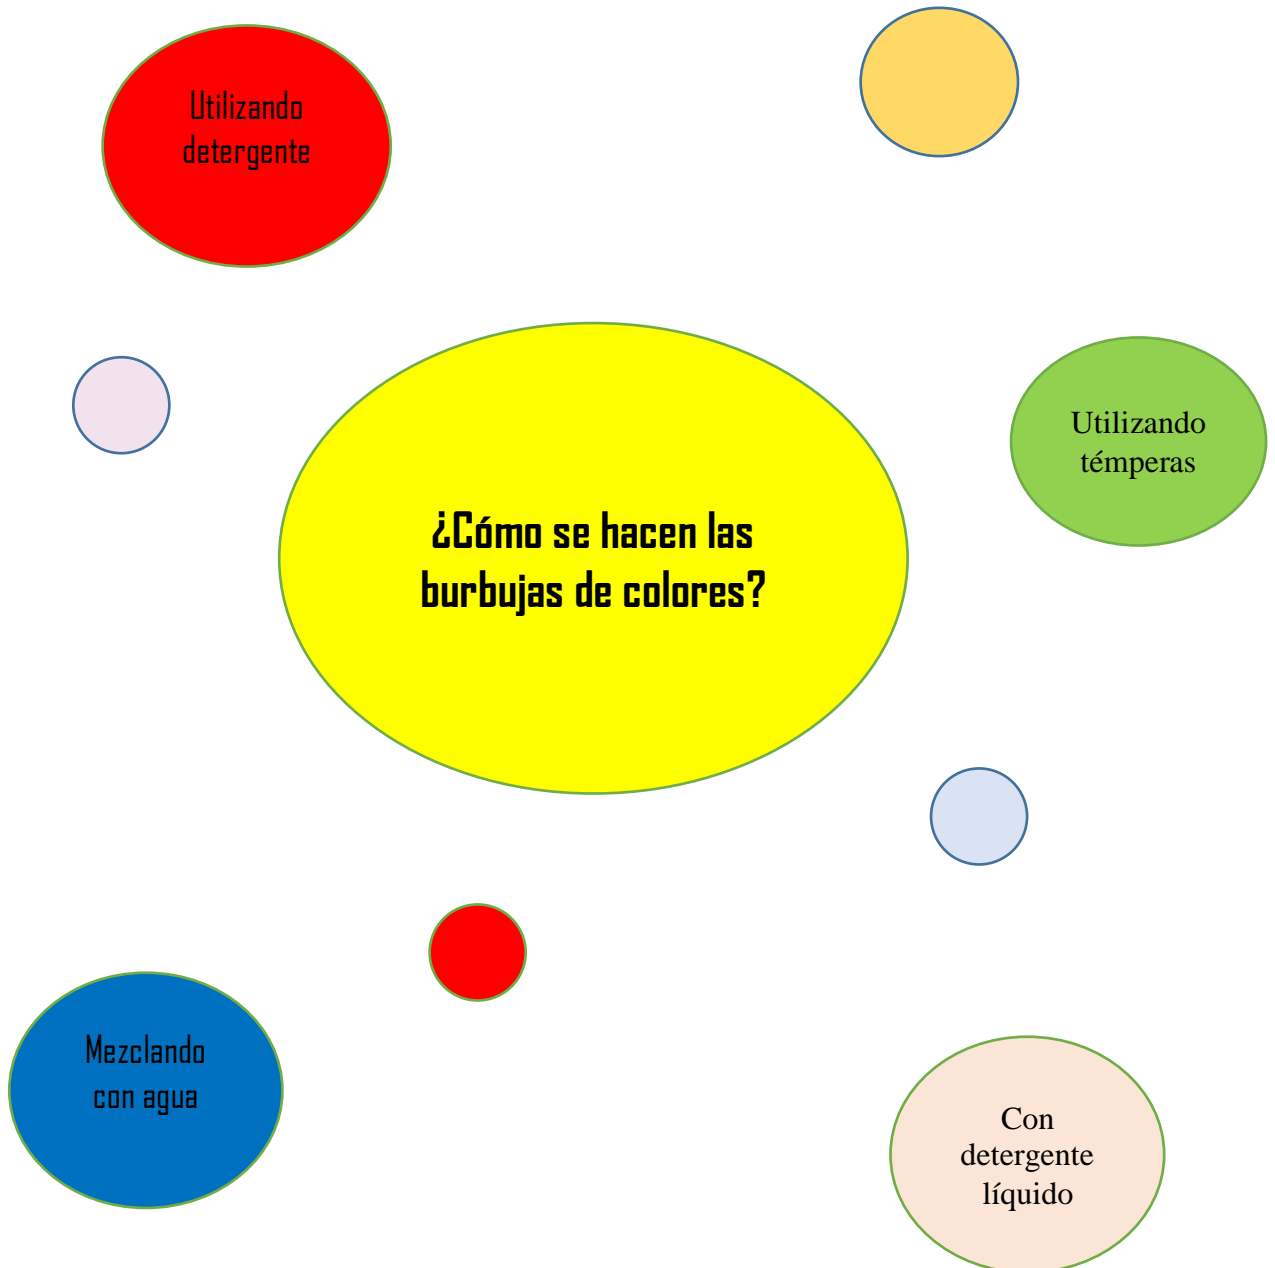 Utilizando
detergente
Utilizando
témperas
¿Cómo se hacen las
burbujas de colores?
Mezclando
con agua
Con
detergente
líquido